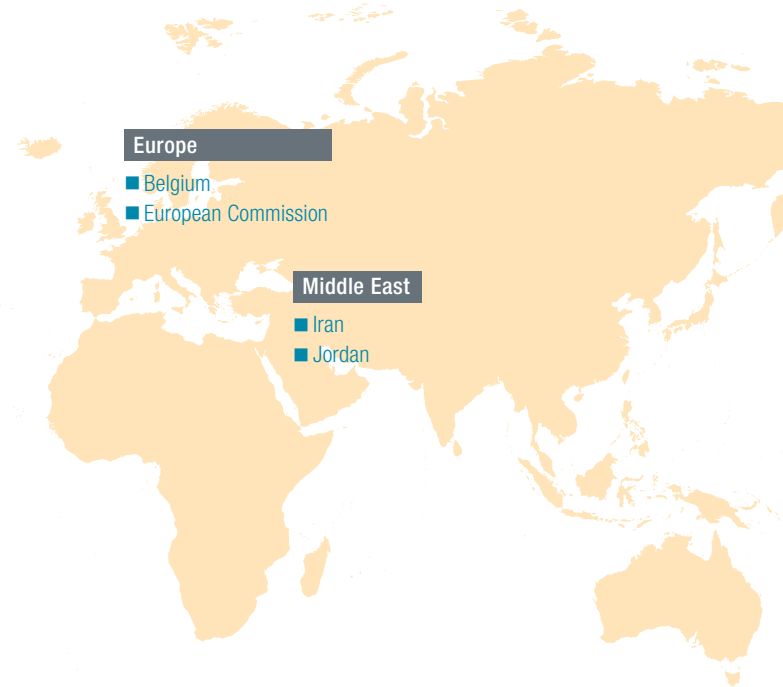 Europe
Belgium
European Commission
Middle East
Iran
Jordan